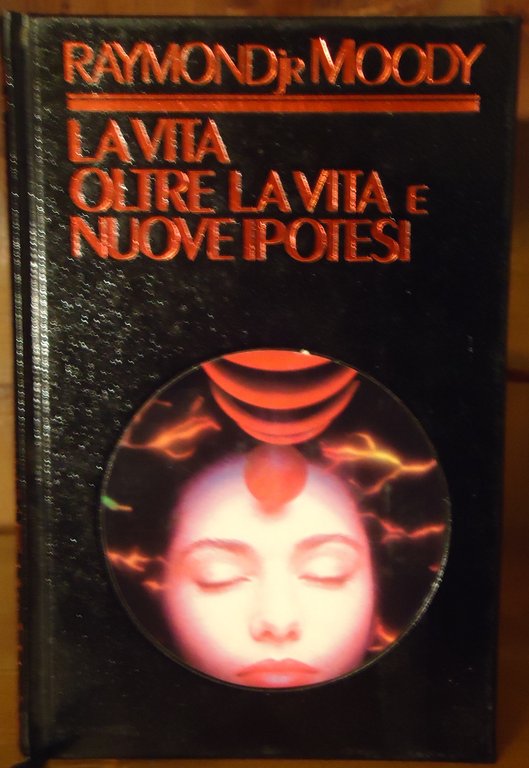 RAYMOND jR MOODY
LA VITA
OLTRE LA VITA E
NUOVE IPOTESI